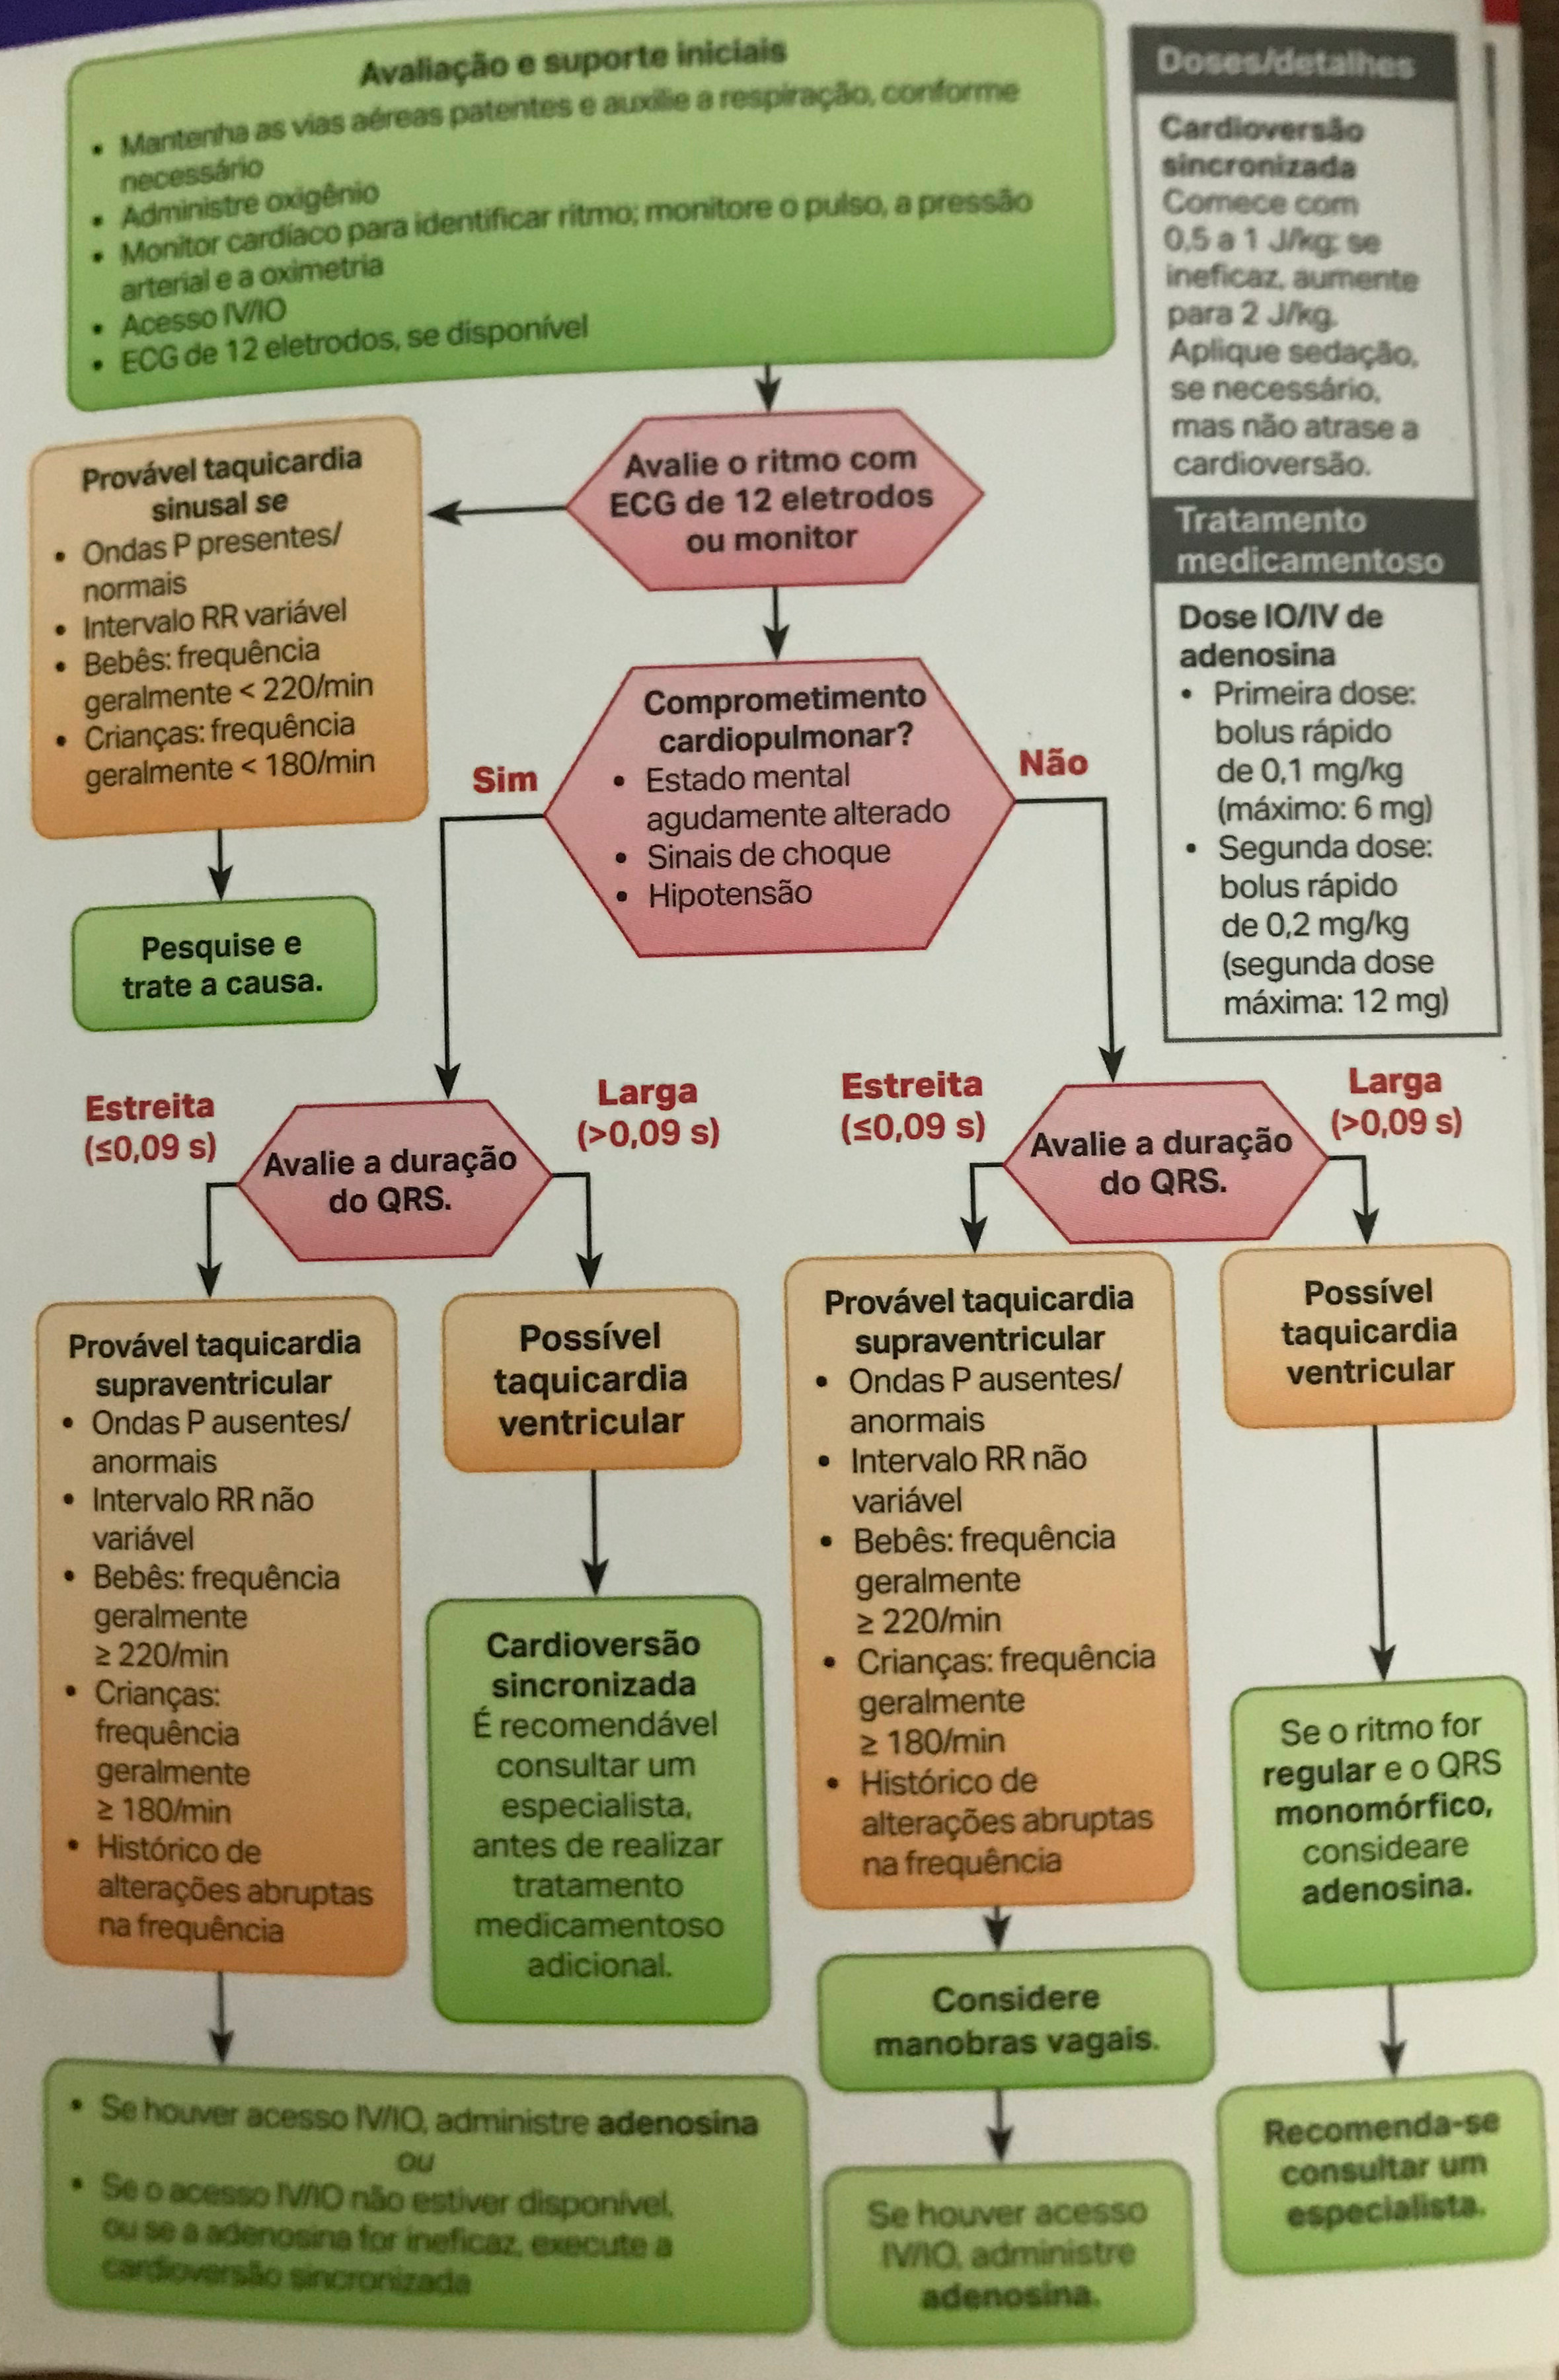 Avaliação e suporte iniciais
• Mantenha as vias aéreas patentes e auxilie a respiração, conforme
necessário
• Administre oxigênio
• Monitor cardíaco para identificar ritmo; monitore o pulso, a pressão
arterial e a oximetria
• Acesso IV/IO
• ECG de 12 eletrodos, se disponível
Doses/detalhes
Cardioversão
sincronizada
Comece com
0,5 a 1 J/kg; se
ineficaz, aumente
para 2 J/kg.
Aplique sedação,
se necessário,
mas não atrase a
cardioversão.
Tratamento
medicamentoso
Dose IO/IV de
adenosina
• Primeira dose:
bolus rápido
de 0,1 mg/kg
(máximo: 6 mg)
• Segunda dose:
bolus rápido
de 0,2 mg/kg
(segunda dose
máxima: 12 mg)
Avalie o ritmo com
ECG de 12 eletrodos
ou monitor
Provável taquicardia
sinusal se
• Ondas P presentes/
normais
• Intervalo RR variável
• Bebês: frequência
geralmente < 220/min
• Crianças: frequência
geralmente < 180/min
Pesquise e
trate a causa.
Comprometimento
cardiopulmonar?
• Estado mental
agudamente alterado
• Sinais de choque
• Hipotensão
Sim
Não
Estreita
(≤0,09 s)
Avalie a duração
do QRS.
Larga
(>0,09 s)
Estreita
(≤0,09 s)
Avalie a duração
do QRS.
Larga
(>0,09 s)
Provável taquicardia
supraventricular
• Ondas P ausentes/
anormais
• Intervalo RR não
variável
• Bebês: frequência
geralmente
≥ 220/min
• Crianças:
frequência
geralmente
≥ 180/min
• Histórico de
alterações abruptas
na frequência
Possível
taquicardia
ventricular
Cardioversão
sincronizada
É recomendável
consultar um
especialista,
antes de realizar
tratamento
medicamentoso
adicional.
• Se houver acesso IV/IO, administre adenosina
ou
• Se o acesso IV/IO não estiver disponível,
ou se a adenosina for ineficaz, execute a
cardioversão sincronizada
Provável taquicardia
supraventricular
• Ondas P ausentes/
anormais
• Intervalo RR não
variável
• Bebês: frequência
geralmente
≥ 220/min
• Crianças: frequência
geralmente
≥ 180/min
• Histórico de
alterações abruptas
na frequência
Considere
manobras vagais.
Se houver acesso
IV/IO, administre
adenosina.
Possível
taquicardia
ventricular
Se o ritmo for
regular e o QRS
monomórfico,
consideare
adenosina.
Recomenda-se
consultar um
especialista.